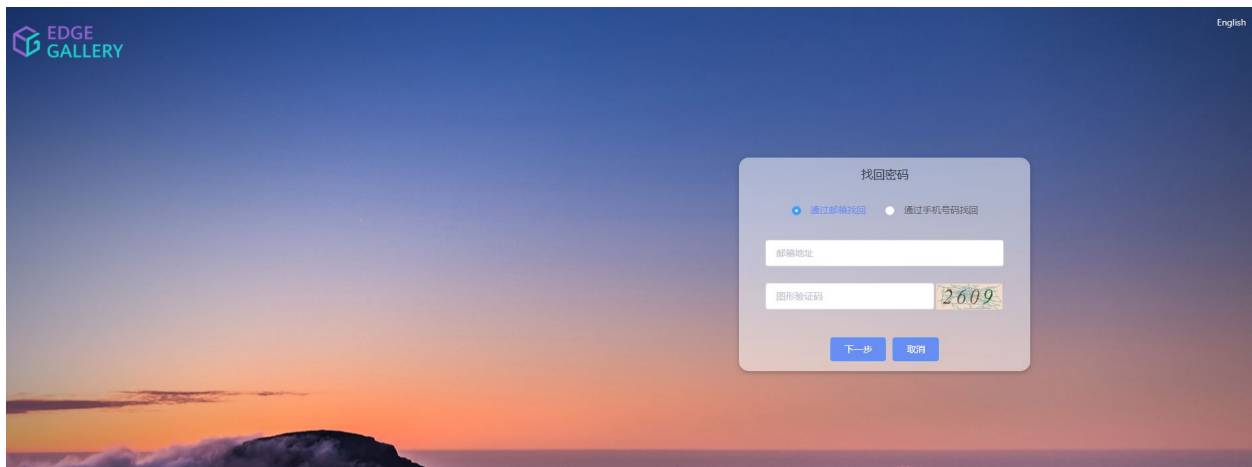 EDGE
GALLERY
English
找回密码
通过邮箱找回 通过手机号码找回
邮箱地址
图形验证码 2609
下一步 取消